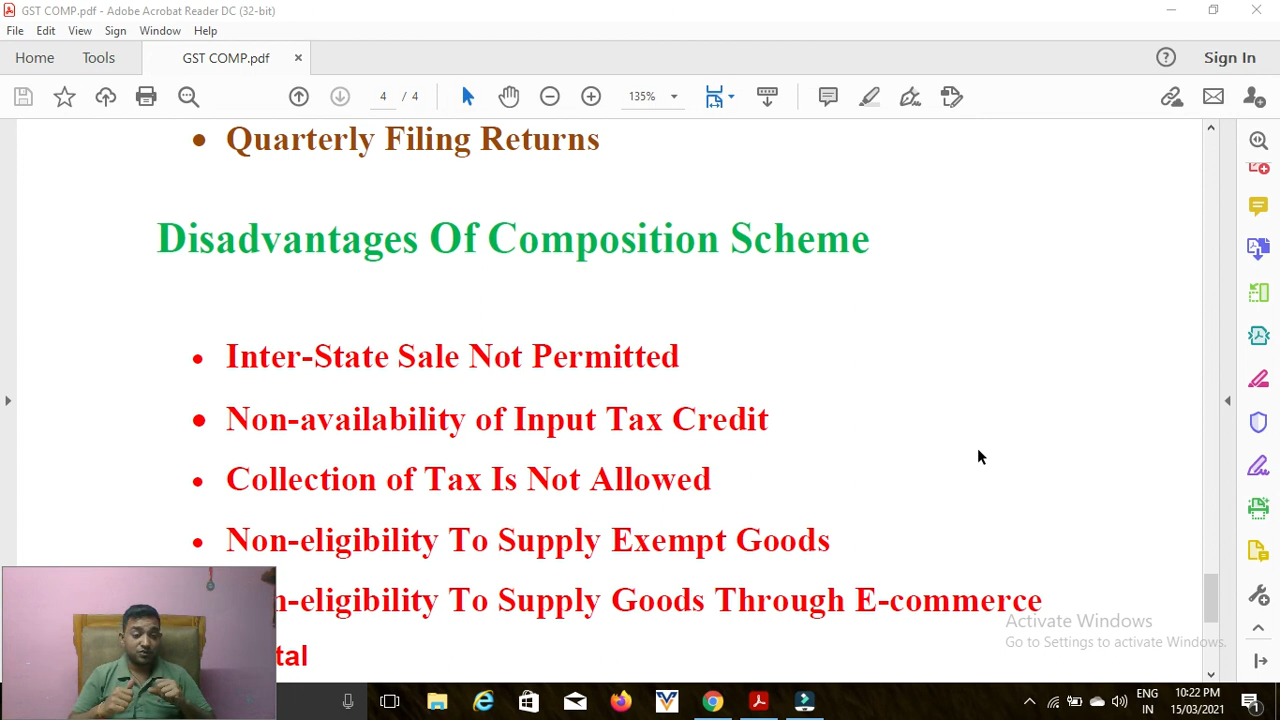 GST COMP.pdf - Adobe Acrobat Reader DC (32-bit)
File Edit View Sign Window Help
Home Tools GST COMP.pdf × Sign In
4 / 4 135%
• Quarterly Filing Returns
Disadvantages Of Composition Scheme
• Inter-State Sale Not Permitted
• Non-availability of Input Tax Credit
• Collection of Tax Is Not Allowed
• Non-eligibility To Supply Exempt Goods
-eligibility To Supply Goods Through E-commerce
tal
Activate Windows
Go to Settings to activate Windows.
ENG 10:22 PM
IN 15/03/2021